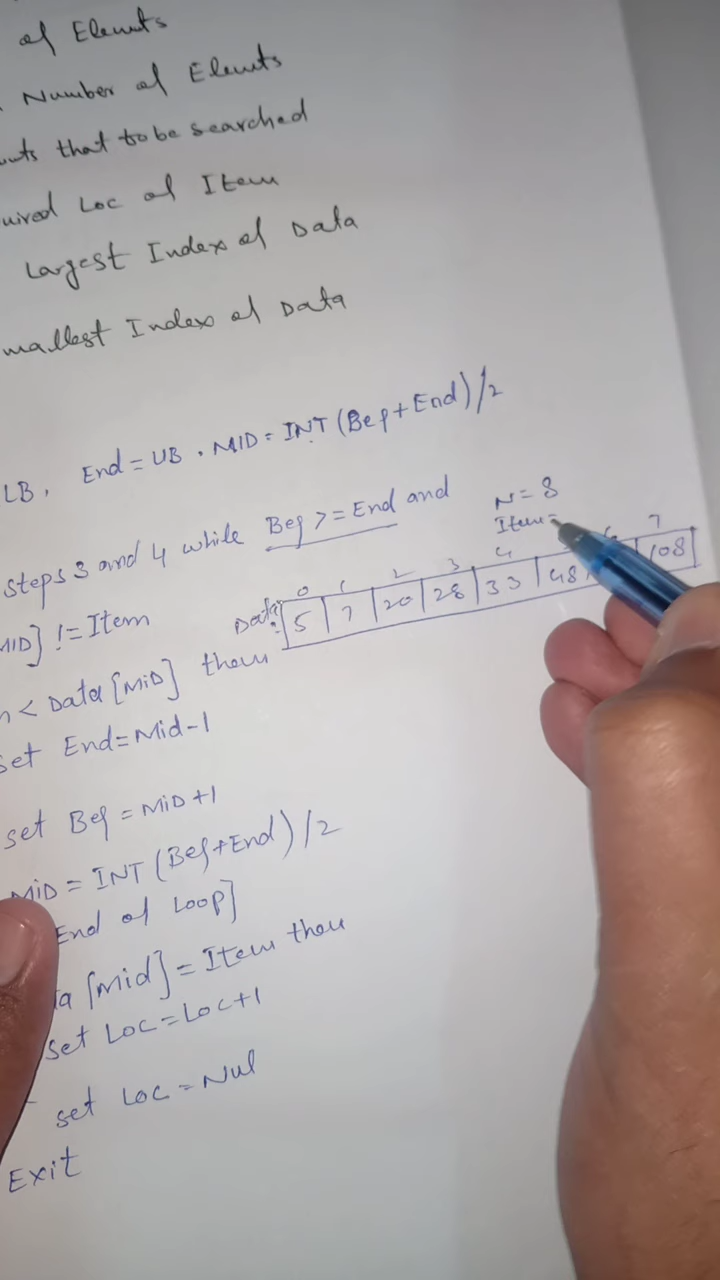 of Elements
Number of Elements
that to be searched
Loc of Item
Largest Index of Data
Smallest Index of Data
LB, End = UB. MID = INT (Beg + End)/2
steps 3 and 4 while Beg >= End and
N = 8
Item =
MID] != Item
0 1 2 3 4 7
Data: 5 7 20 28 33 48 108
< Data [MID] then
set End = Mid-1
set Beg = MID+1
MID = INT (Beg+End)/2
End of Loop]
[mid] = Item then
set Loc = Loc+1
set Loc = Nul
Exit